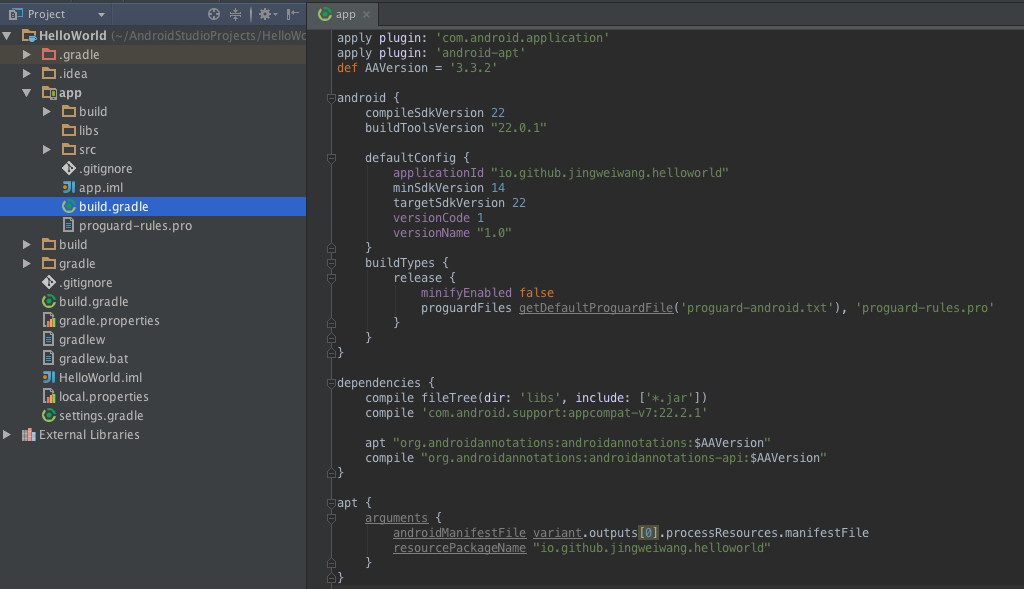 Project
app
HelloWorld (~/AndroidStudioProjects/HelloWo
.gradle
.idea
app
build
libs
src
.gitignore
app.iml
build.gradle
proguard-rules.pro
build
gradle
.gitignore
build.gradle
gradle.properties
gradlew
gradlew.bat
HelloWorld.iml
local.properties
settings.gradle
External Libraries
apply plugin: 'com.android.application'
apply plugin: 'android-apt'
def AAVersion = '3.3.2'
android {
compileSdkVersion 22
buildToolsVersion "22.0.1"
defaultConfig {
applicationId "io.github.jingweiwang.helloworld"
minSdkVersion 14
targetSdkVersion 22
versionCode 1
versionName "1.0"
}
buildTypes {
release {
minifyEnabled false
proguardFiles getDefaultProguardFile('proguard-android.txt'), 'proguard-rules.pro'
}
}
}
dependencies {
compile fileTree(dir: 'libs', include: ['*.jar'])
compile 'com.android.support:appcompat-v7:22.2.1'
apt "org.androidannotations:androidannotations:$AAVersion"
compile "org.androidannotations:androidannotations-api:$AAVersion"
}
apt {
arguments {
androidManifestFile variant.outputs[0].processResources.manifestFile
resourcePackageName "io.github.jingweiwang.helloworld"
}
}